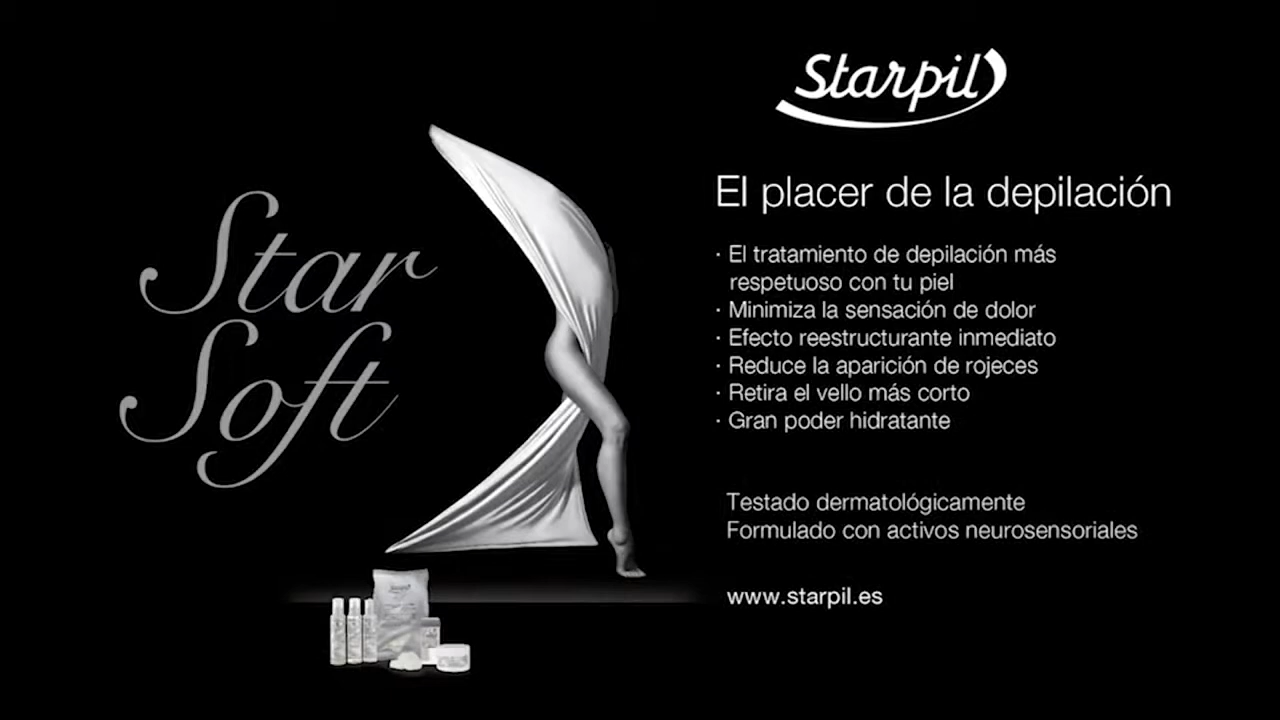 Starpil
Star
Soft
El placer de la depilación
· El tratamiento de depilación más
respetuoso con tu piel
· Minimiza la sensación de dolor
· Efecto reestructurante inmediato
· Reduce la aparición de rojeces
· Retira el vello más corto
· Gran poder hidratante
Testado dermatológicamente
Formulado con activos neurosensoriales
www.starpil.es
Starpil